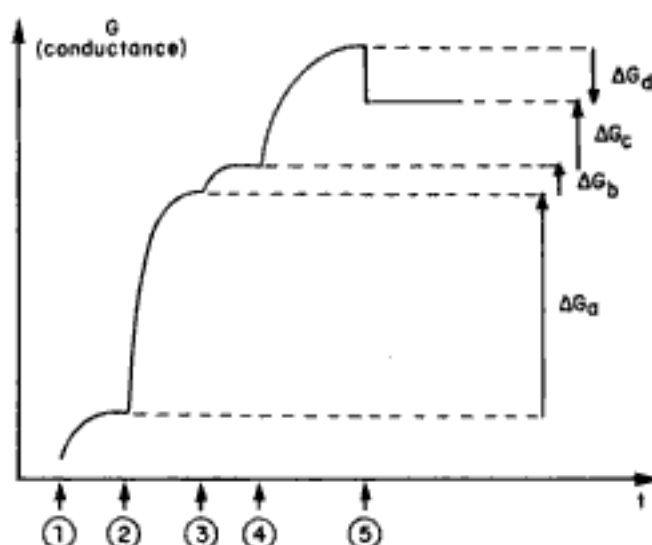 G
(conductance)
ΔG_d
ΔG_c
ΔG_b
ΔG_a
t
① ② ③ ④ ⑤